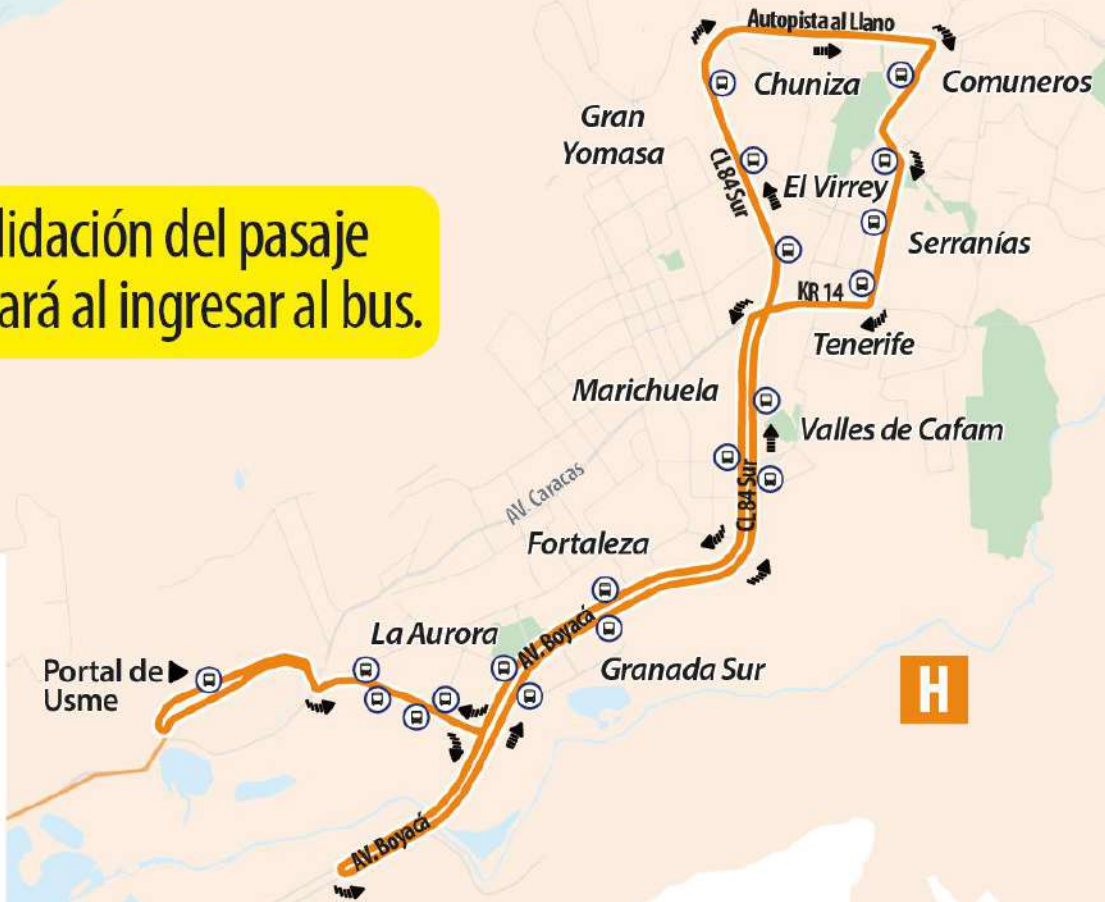 Autopista al Llano
Chuniza
Comuneros
Gran
Yomasa
CL 84 Sur
El Virrey
lidación del pasaje
ará al ingresar al bus.
Serranías
KR 14
Tenerife
Marichuela
Valles de Cafam
CL 84 Sur
AV. Caracas
Fortaleza
La Aurora
AV. Boyacá
Granada Sur
Portal de
Usme
H
AV. Boyacá